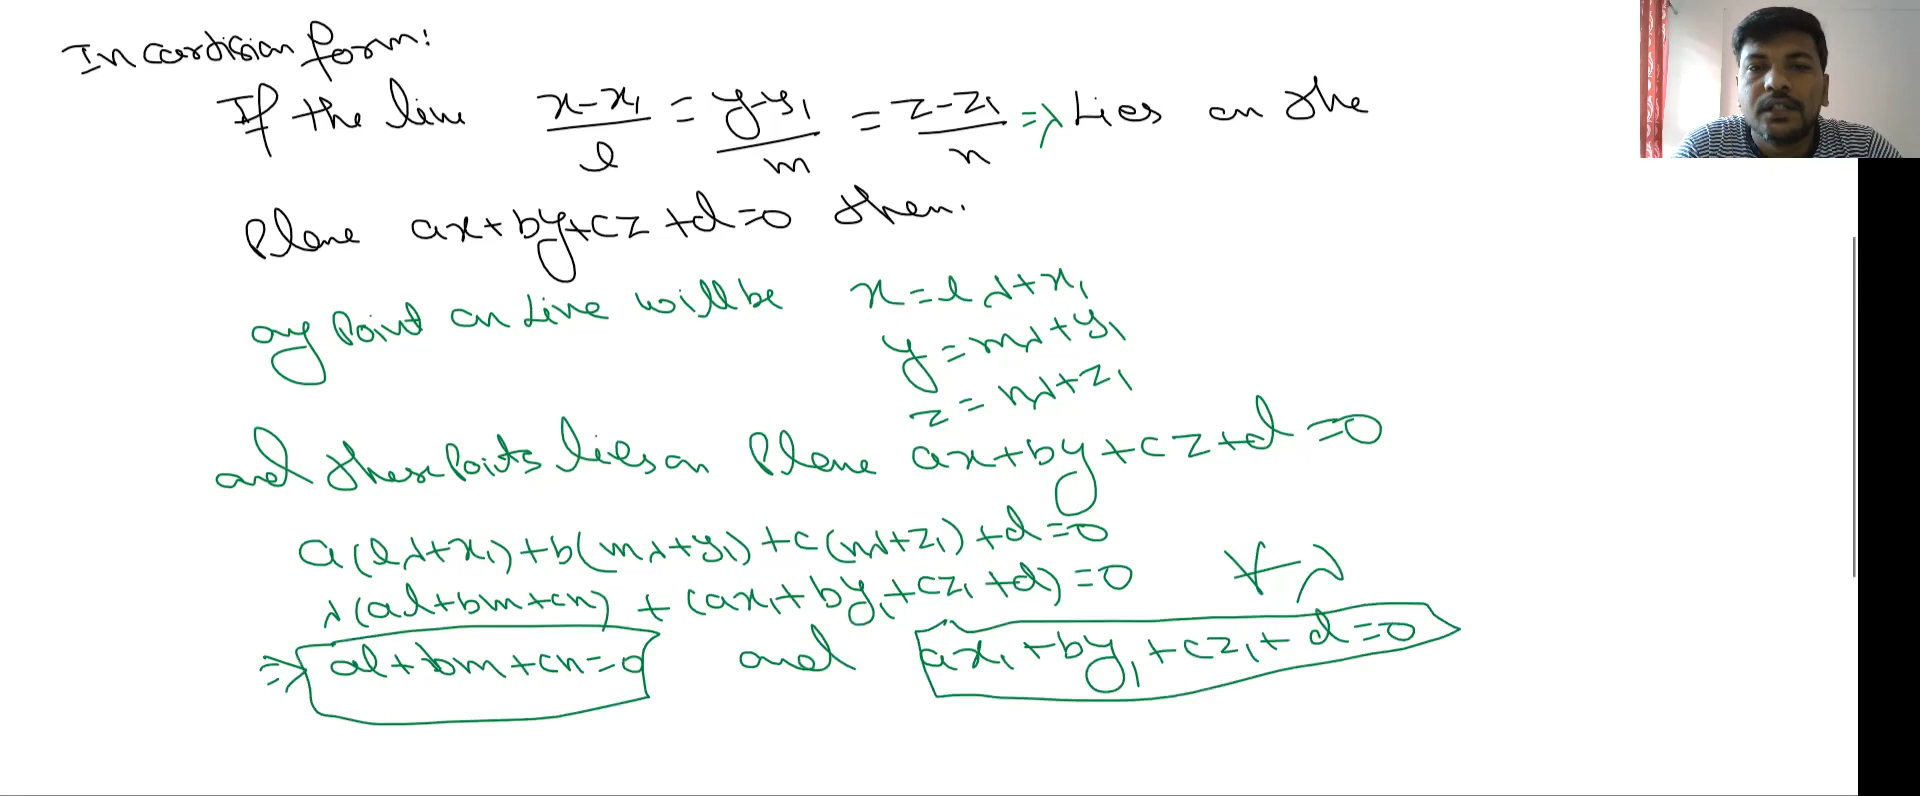 In cardisian form:
If the line x-x₁/l = y-y₁/m = z-z₁/n = λ Lies on the
Plane ax+by+cz+d=0 then.
any Point on Line will be x=lλ+x₁
y=mλ+y₁
z=nλ+z₁
and these Points lies on Plane ax+by+cz+d=0
a(lλ+x₁)+b(mλ+y₁)+c(nλ+z₁)+d=0
λ(al+bm+cn)+(ax₁+by₁+cz₁+d)=0 ∀ λ
⇒ al+bm+cn=0 and ax₁+by₁+cz₁+d=0